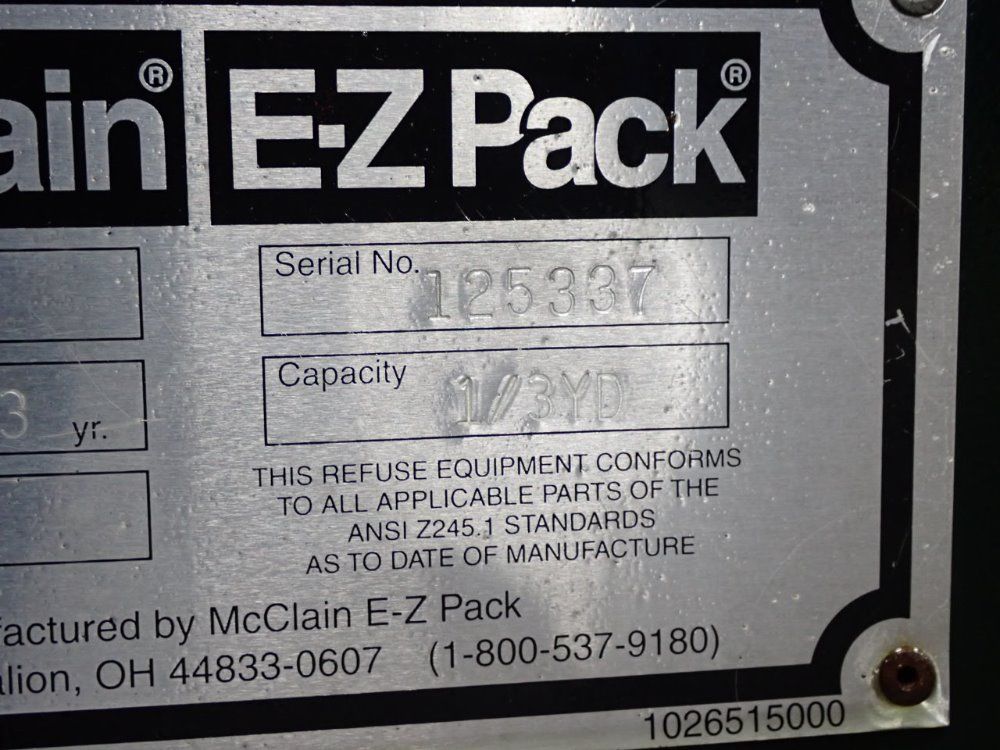 ain® E-Z Pack®
Serial No. 125337
Capacity 1/3YD
3 yr.
THIS REFUSE EQUIPMENT CONFORMS
TO ALL APPLICABLE PARTS OF THE
ANSI Z245.1 STANDARDS
AS TO DATE OF MANUFACTURE
factured by McClain E-Z Pack
alion, OH 44833-0607 (1-800-537-9180)
1026515000